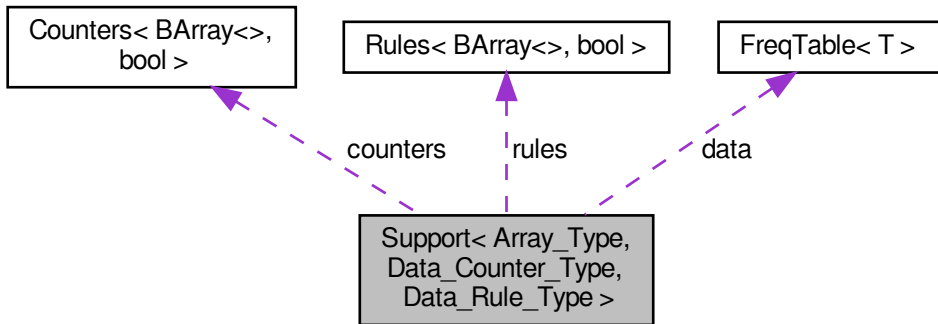 Counters< BArray<>,
bool >
Rules< BArray<>, bool >
FreqTable< T >
counters
rules
data
Support< Array_Type,
Data_Counter_Type,
Data_Rule_Type >